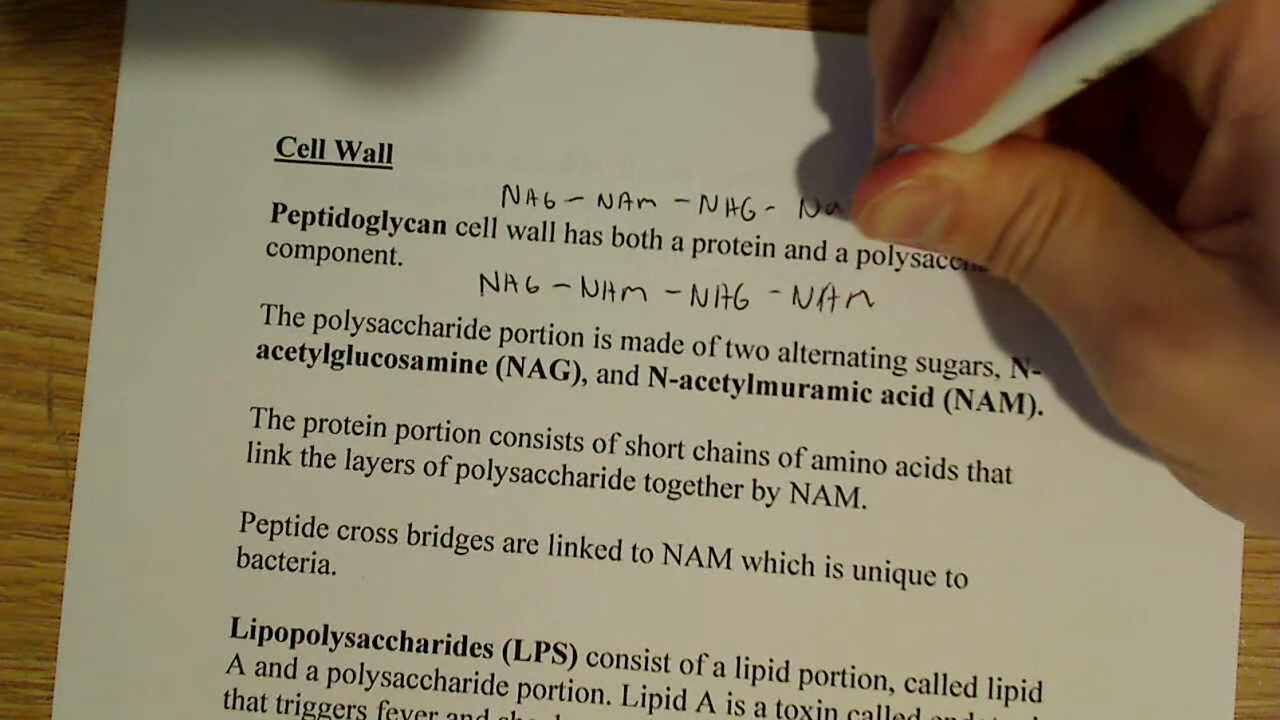 Cell Wall
NAG - NAM - NAG - Na
Peptidoglycan cell wall has both a protein and a
component.
NAG - NAM - NAG - NAM
The polysaccharide portion is made of two alternating sugars, N-
acetylglucosamine (NAG), and N-acetylmuramic acid (NAM).
The protein portion consists of short chains of amino acids that
link the layers of polysaccharide together by NAM.
Peptide cross bridges are linked to NAM which is unique to
bacteria.
Lipopolysaccharides (LPS) consist of a lipid portion, called lipid
A and a polysaccharide portion. Lipid A is a toxin called
that triggers fever and